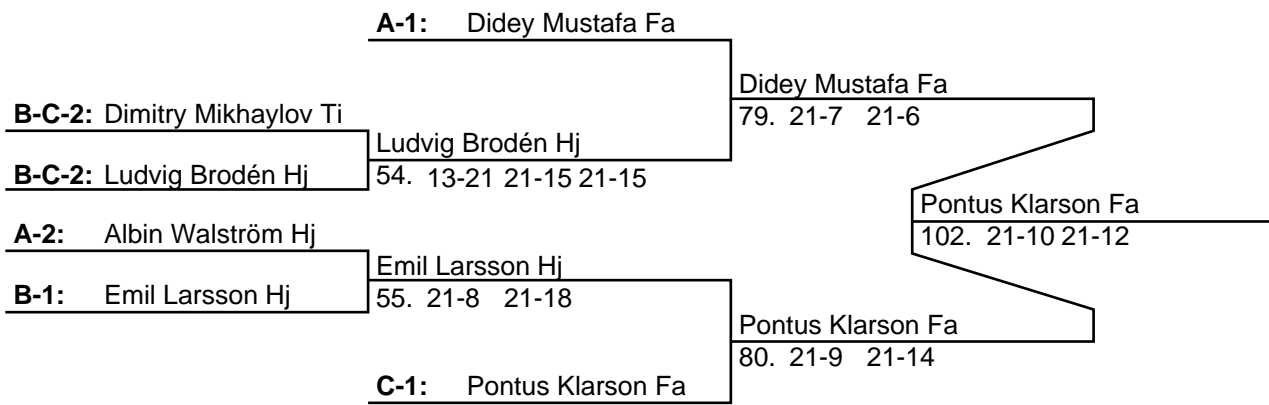 A-1: Didey Mustafa Fa
Didey Mustafa Fa
B-C-2: Dimitry Mikhaylov Ti
79. 21-7 21-6
Ludvig Brodén Hj
B-C-2: Ludvig Brodén Hj
54. 13-21 21-15 21-15
Pontus Klarson Fa
A-2: Albin Walström Hj
102. 21-10 21-12
Emil Larsson Hj
B-1: Emil Larsson Hj
55. 21-8 21-18
Pontus Klarson Fa
80. 21-9 21-14
C-1: Pontus Klarson Fa